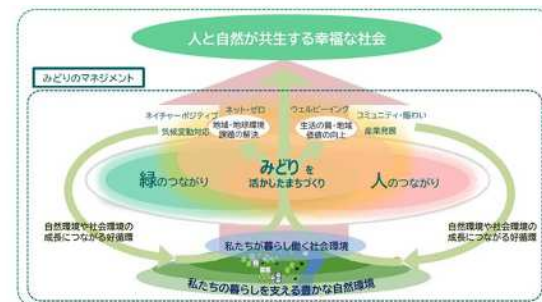 人と自然が共生する幸福な社会
みどりのマネジメント
ネイチャーポジティブ
気候変動対応
ネット・ゼロ
地域・地球環境
課題の解決
ウェルビーイング
生活の質・地域
価値の向上
コミュニティ・賑わい
産業発展
緑のつながり
みどりを
活かしたまちづくり
人のつながり
自然環境や社会環境の
成長につながる好循環
自然環境や社会環境の
成長につながる好循環
私たちが暮らし働く社会環境
私たちの暮らしを支える豊かな自然環境